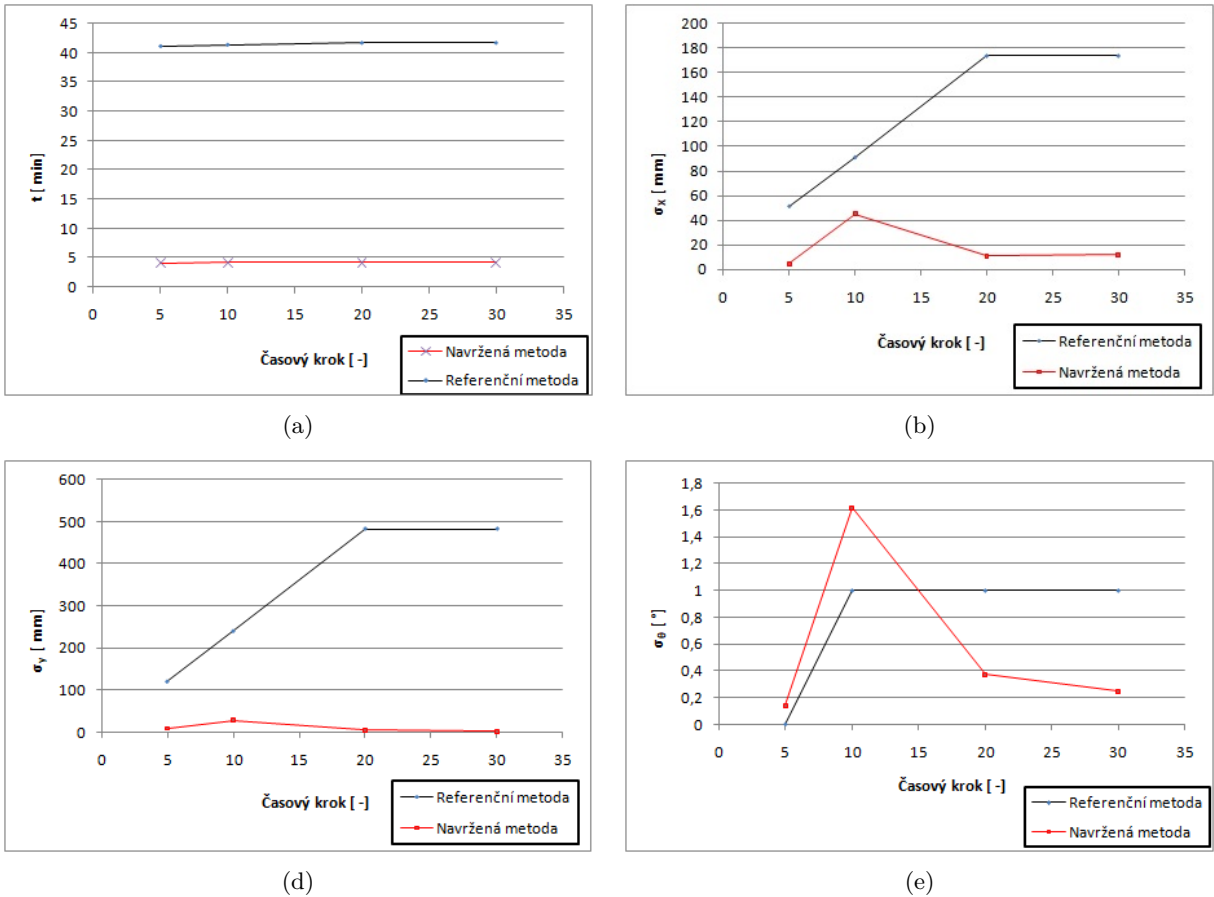 45
40
35
30
25
20
15
10
5
0
t [ min]
0 5 10 15 20 25 30 35
Časový krok [ -]
Navržená metoda
Referenční metoda
(a)
200
180
160
140
120
100
80
60
40
20
0
σx [ mm]
0 5 10 15 20 25 30 35
Časový krok [ -]
Referenční metoda
Navržená metoda
(b)
600
500
400
300
200
100
0
σy [ mm]
0 5 10 15 20 25 30 35
Časový krok [ -]
Referenční metoda
Navržená metoda
(d)
1,8
1,6
1,4
1,2
1
0,8
0,6
0,4
0,2
0
σθ [ °]
0 5 10 15 20 25 30 35
Časový krok [ -]
Referenční metoda
Navržená metoda
(e)